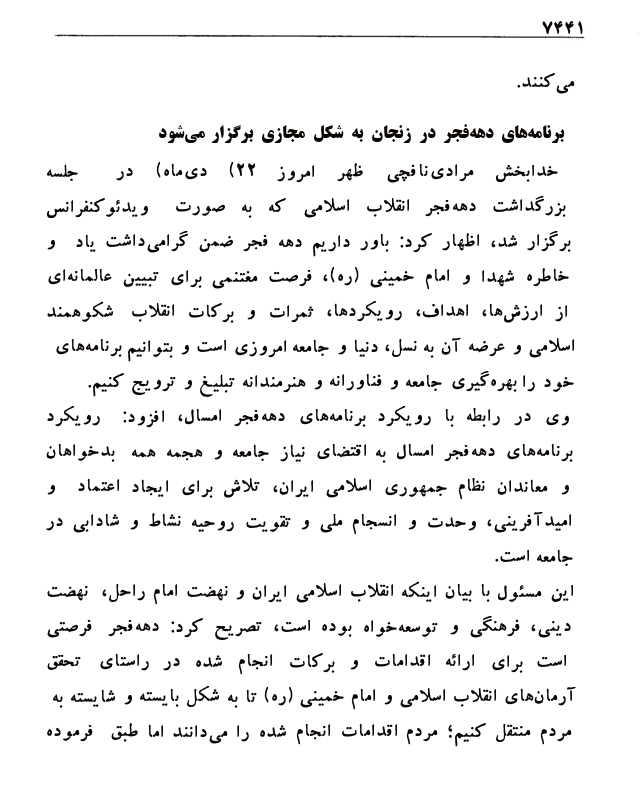 ۷۴۴۱
می‌کنند.
برنامه‌های دهه‌فجر در زنجان به شکل مجازی برگزار می‌شود
خدابخش مرادی‌نافچی ظهر امروز ۲۲) دی‌ماه) در جلسه
بزرگداشت دهه‌فجر انقلاب اسلامی که به صورت ویدئوکنفرانس
برگزار شد، اظهار کرد: باور داریم دهه فجر ضمن گرامی‌داشت یاد و
خاطره شهدا و امام خمینی (ره)، فرصت مغتنمی برای تبیین عالمانه‌ای
از ارزش‌ها، اهداف، رویکردها، ثمرات و برکات انقلاب شکوهمند
اسلامی و عرضه آن به نسل، دنیا و جامعه امروزی است و بتوانیم برنامه‌های
خود را بهره‌گیری جامعه و فناورانه و هنرمندانه تبلیغ و ترویج کنیم.
وی در رابطه با رویکرد برنامه‌های دهه‌فجر امسال، افزود: رویکرد
برنامه‌های دهه‌فجر امسال به اقتضای نیاز جامعه و هجمه همه بدخواهان
و معاندان نظام جمهوری اسلامی ایران، تلاش برای ایجاد اعتماد و
امیدآفرینی، وحدت و انسجام ملی و تقویت روحیه نشاط و شادابی در
جامعه است.
این مسئول با بیان اینکه انقلاب اسلامی ایران و نهضت امام راحل، نهضت
دینی، فرهنگی و توسعه‌خواه بوده است، تصریح کرد: دهه‌فجر فرصتی
است برای ارائه اقدامات و برکات انجام شده در راستای تحقق
آرمان‌های انقلاب اسلامی و امام خمینی (ره) تا به شکل بایسته و شایسته به
مردم منتقل کنیم؛ مردم اقدامات انجام شده را می‌دانند اما طبق فرموده